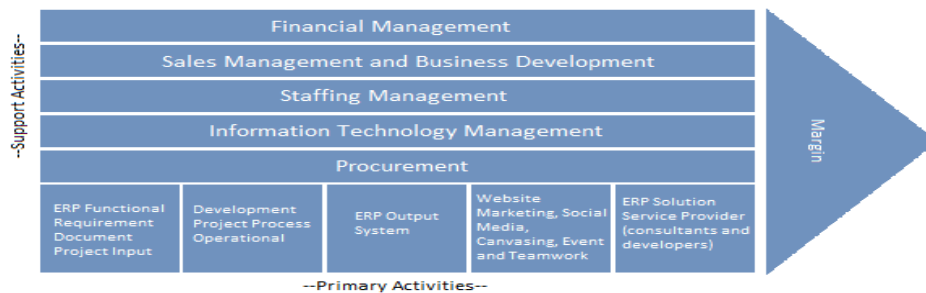 Financial Management
Sales Management and Business Development
--Support Activities--
Staffing Management
Information Technology Management
Margin
Procurement
ERP Functional
Requirement
Document
Project Input
Development
Project Process
Operational
ERP Output
System
Website
Marketing, Social
Media,
Canvasing, Event
and Teamwork
ERP Solution
Service Provider
(consultants and
developers)
--Primary Activities--